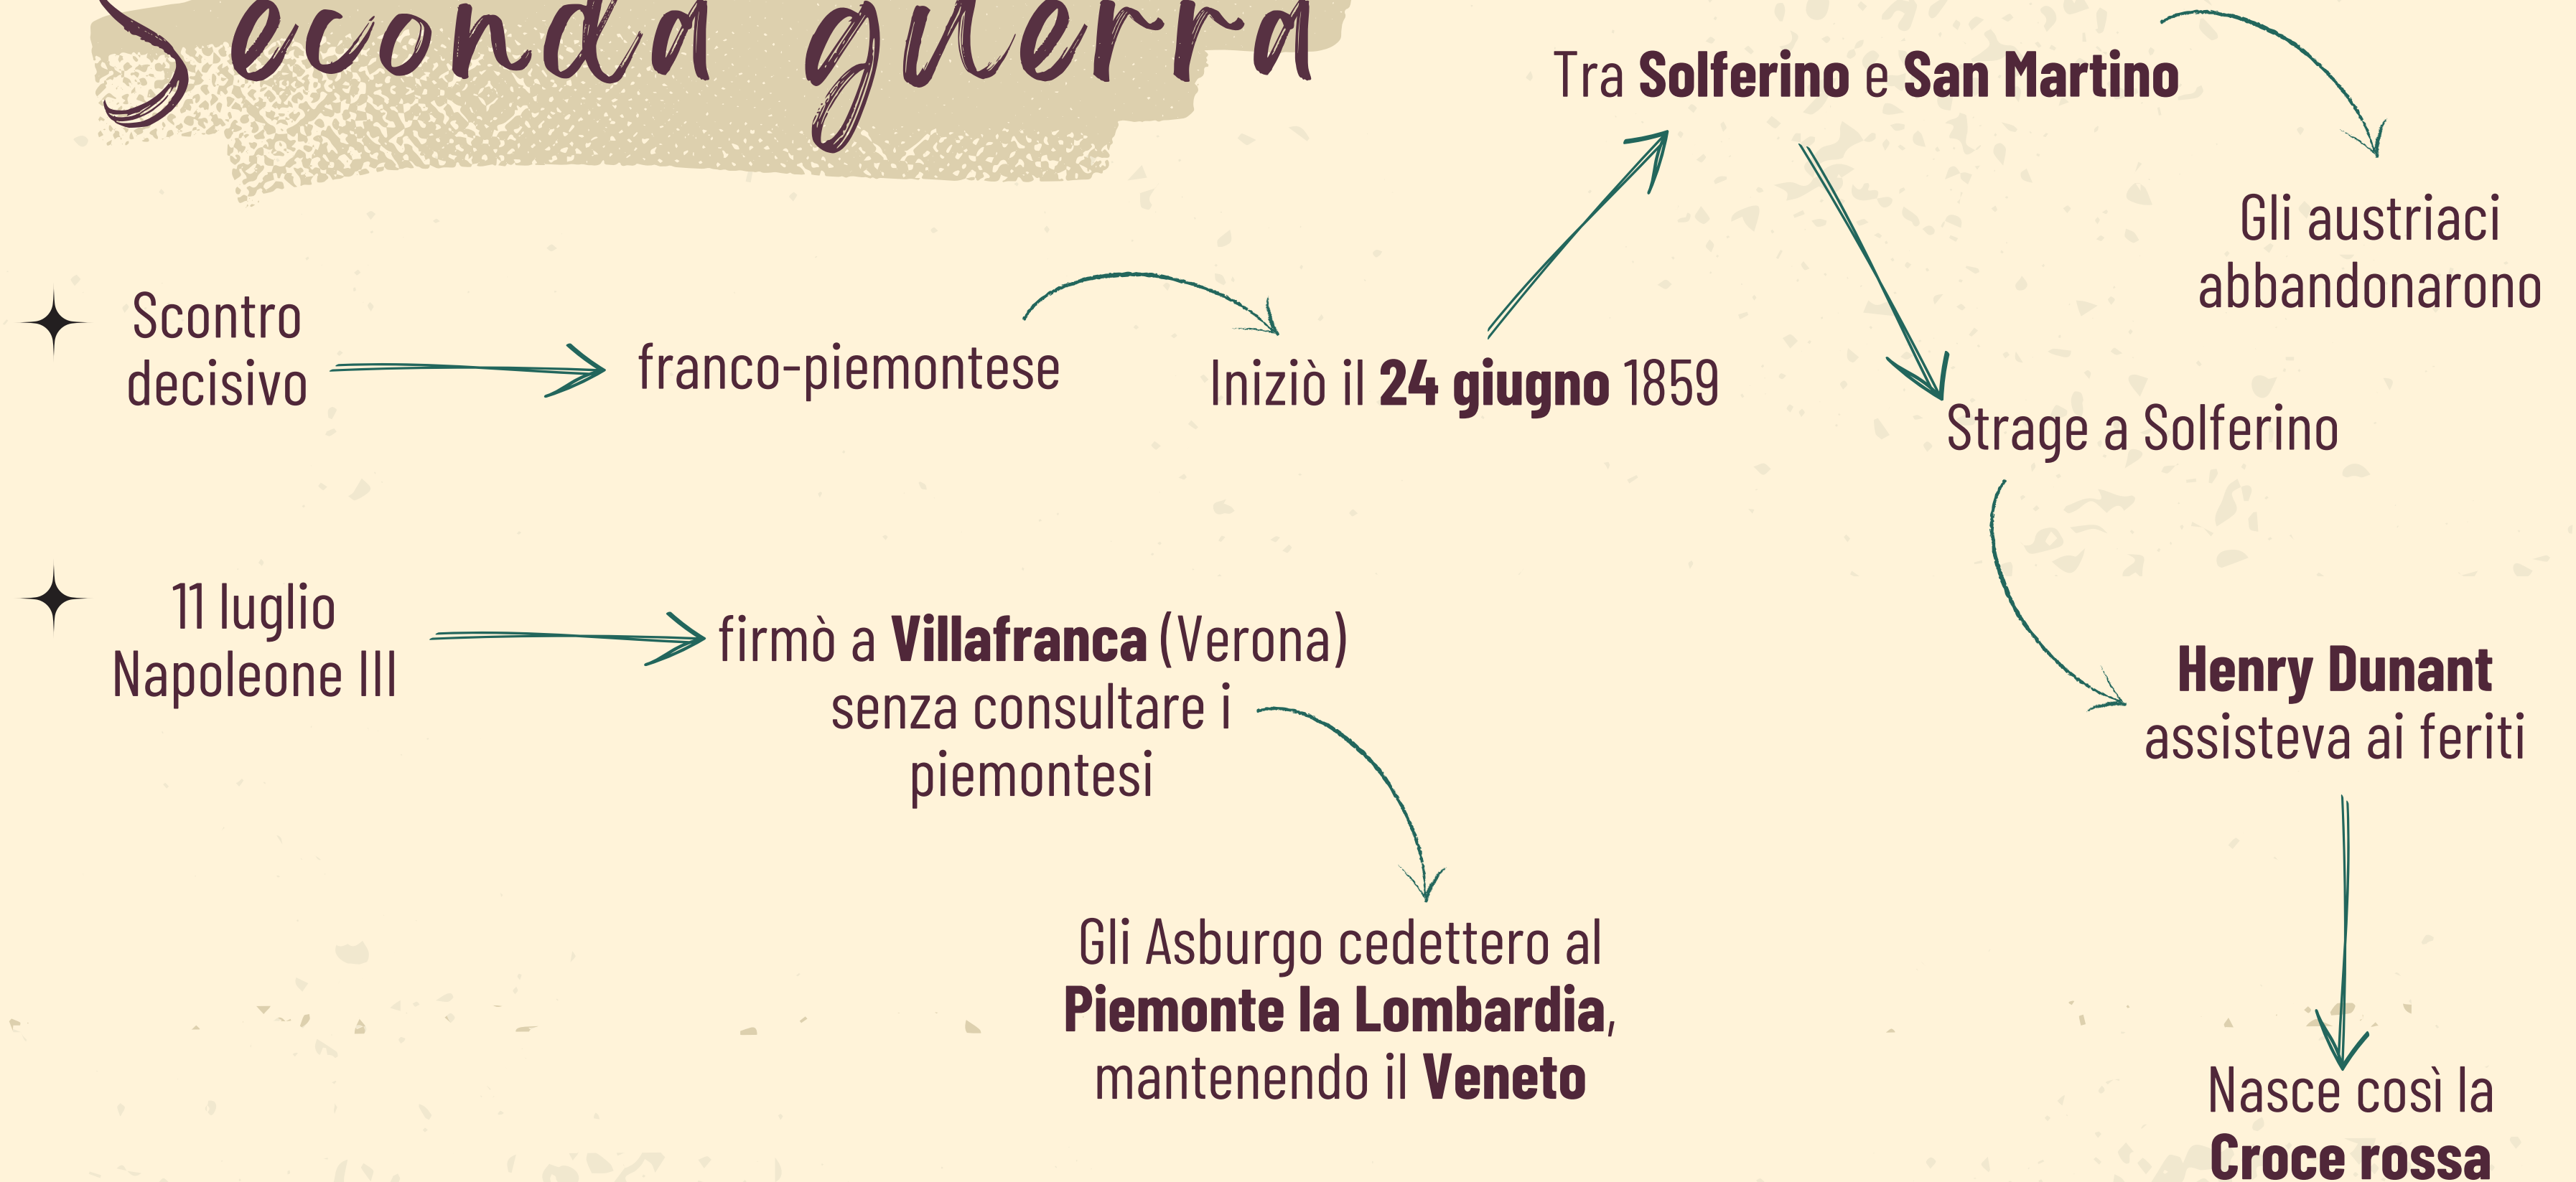 Seconda guerra
Tra Solferino e San Martino
Gli austriaci
abbandonarono
Scontro
decisivo
franco-piemontese
Iniziò il 24 giugno 1859
Strage a Solferino
11 luglio
Napoleone III
firmò a Villafranca (Verona)
senza consultare i
piemontesi
Henry Dunant
assisteva ai feriti
Gli Asburgo cedettero al
Piemonte la Lombardia,
mantenendo il Veneto
Nasce così la
Croce rossa